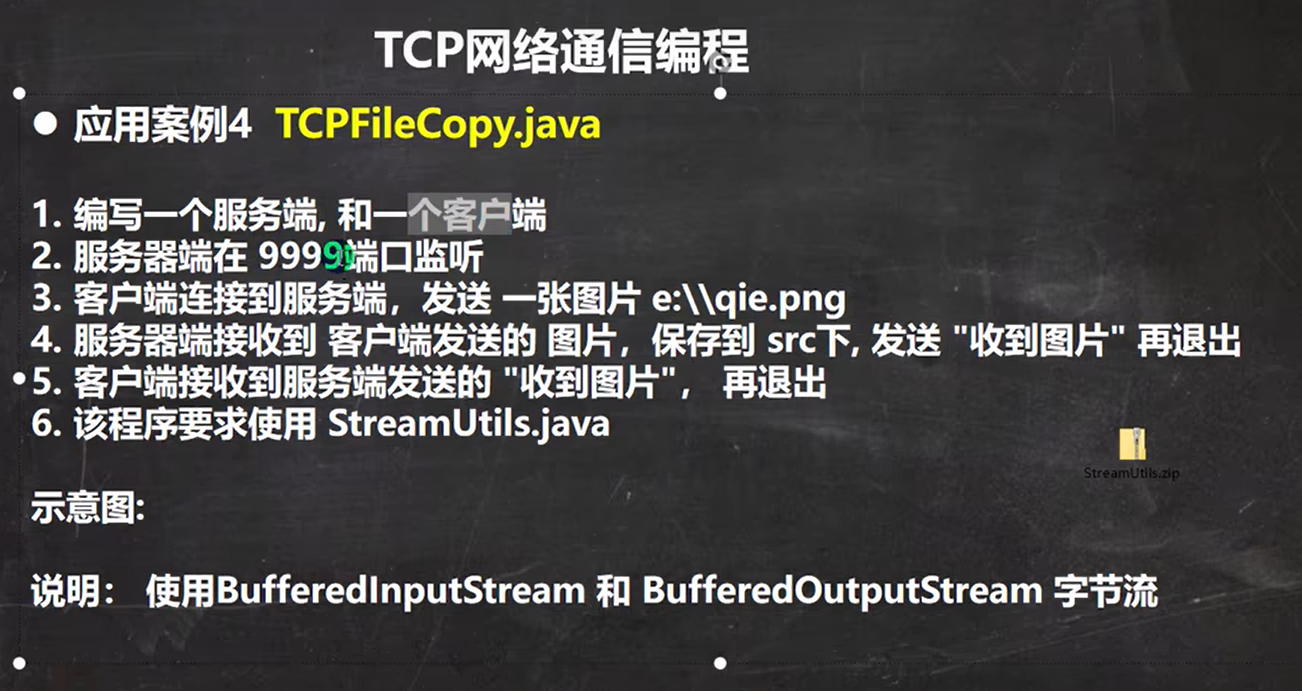 TCP网络通信编程
● 应用案例4 TCPFileCopy.java
1. 编写一个服务端, 和一个客户端
2. 服务器端在 9999端口监听
3. 客户端连接到服务端，发送 一张图片 e:\\qie.png
4. 服务器端接收到 客户端发送的 图片，保存到 src下, 发送 "收到图片" 再退出
5. 客户端接收到服务端发送的 "收到图片"， 再退出
6. 该程序要求使用 StreamUtils.java
StreamUtils.zip
示意图:
说明： 使用BufferedInputStream 和 BufferedOutputStream 字节流